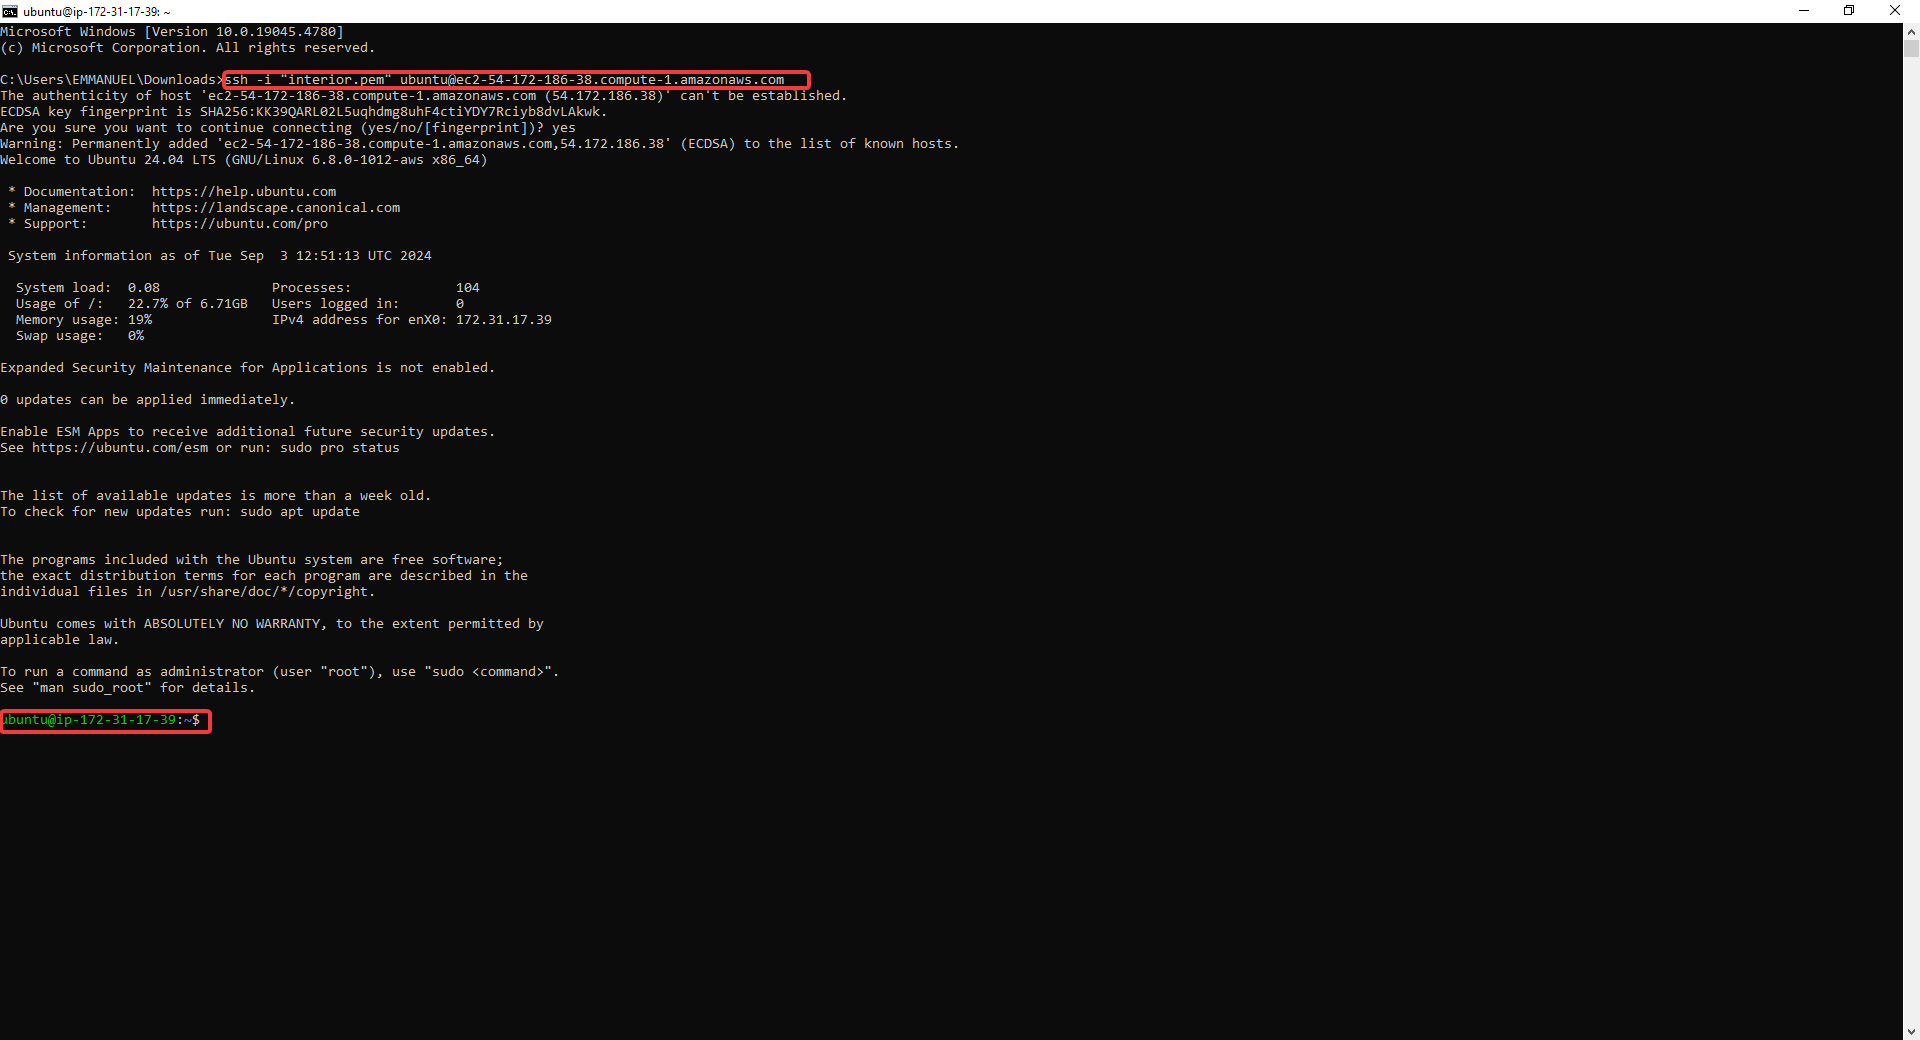 ubuntu@ip-172-31-17-39: ~
Microsoft Windows [Version 10.0.19045.4780]
(c) Microsoft Corporation. All rights reserved.
C:\Users\EMMANUEL\Downloads>ssh -i "interior.pem" ubuntu@ec2-54-172-186-38.compute-1.amazonaws.com
The authenticity of host 'ec2-54-172-186-38.compute-1.amazonaws.com (54.172.186.38)' can't be established.
ECDSA key fingerprint is SHA256:KK39QARL02L5uqhdmg8uhF4ctiYDY7Rciyb8dvLAkwk.
Are you sure you want to continue connecting (yes/no/[fingerprint])? yes
Warning: Permanently added 'ec2-54-172-186-38.compute-1.amazonaws.com,54.172.186.38' (ECDSA) to the list of known hosts.
Welcome to Ubuntu 24.04 LTS (GNU/Linux 6.8.0-1012-aws x86_64)
* Documentation:  https://help.ubuntu.com
* Management:     https://landscape.canonical.com
* Support:        https://ubuntu.com/pro
System information as of Tue Sep  3 12:51:13 UTC 2024
System load:  0.08              Processes:             104
Usage of /:   22.7% of 6.71GB   Users logged in:       0
Memory usage: 19%               IPv4 address for enX0: 172.31.17.39
Swap usage:   0%
Expanded Security Maintenance for Applications is not enabled.
0 updates can be applied immediately.
Enable ESM Apps to receive additional future security updates.
See https://ubuntu.com/esm or run: sudo pro status
The list of available updates is more than a week old.
To check for new updates run: sudo apt update
The programs included with the Ubuntu system are free software;
the exact distribution terms for each program are described in the
individual files in /usr/share/doc/*/copyright.
Ubuntu comes with ABSOLUTELY NO WARRANTY, to the extent permitted by
applicable law.
To run a command as administrator (user "root"), use "sudo <command>".
See "man sudo_root" for details.
ubuntu@ip-172-31-17-39:~$